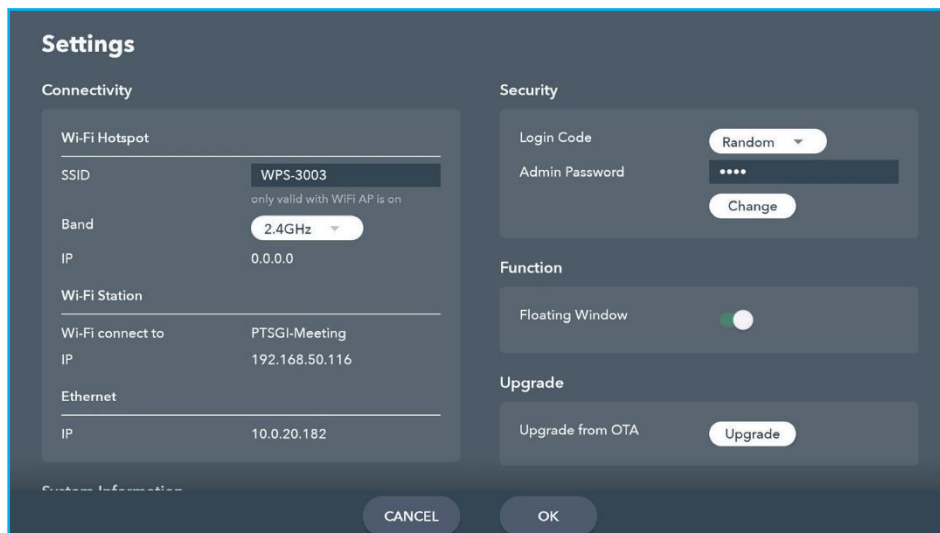 Settings
Connectivity
Wi-Fi Hotspot
SSID WPS-3003
only valid with WiFi AP is on
Band 2.4GHz
IP 0.0.0.0
Wi-Fi Station
Wi-Fi connect to PTSGI-Meeting
IP 192.168.50.116
Ethernet
IP 10.0.20.182
System Information
Security
Login Code Random
Admin Password ••••
Change
Function
Floating Window
Upgrade
Upgrade from OTA Upgrade
CANCEL OK